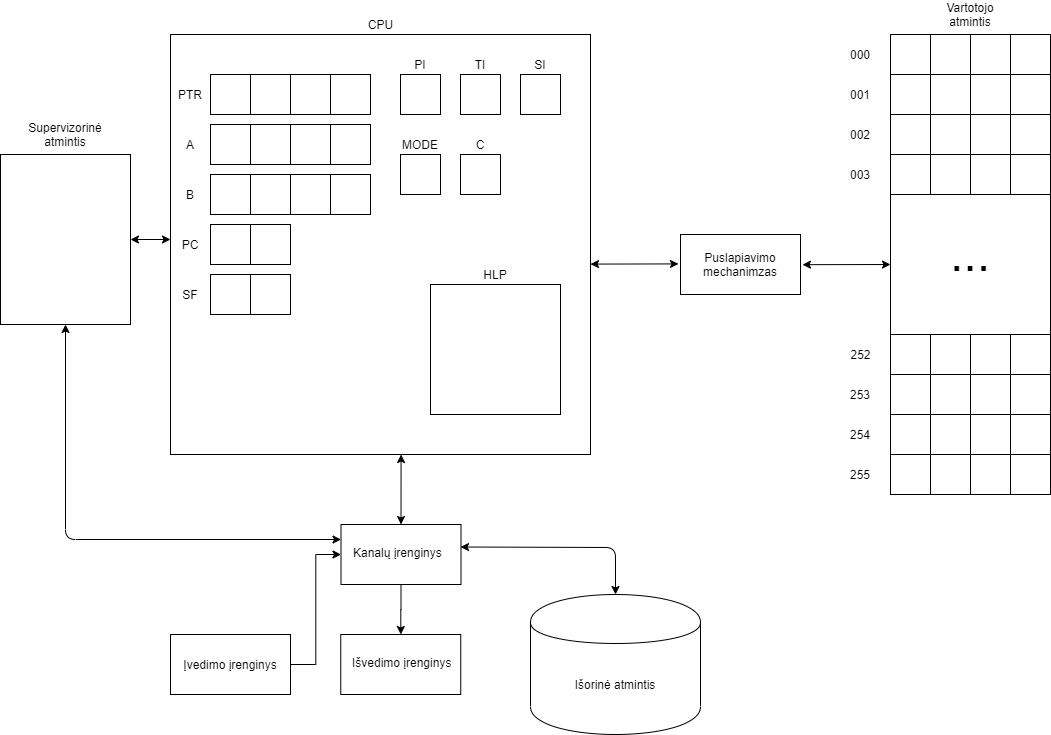 CPU
Vartotojo
atmintis
PI
TI
SI
000
PTR
001
Supervizorinė
atmintis
A
MODE
C
002
B
003
PC
Puslapiavimo
mechanimzas
...
HLP
SF
252
253
254
255
Kanalų įrenginys
Įvedimo įrenginys
Išvedimo įrenginys
Išorinė atmintis